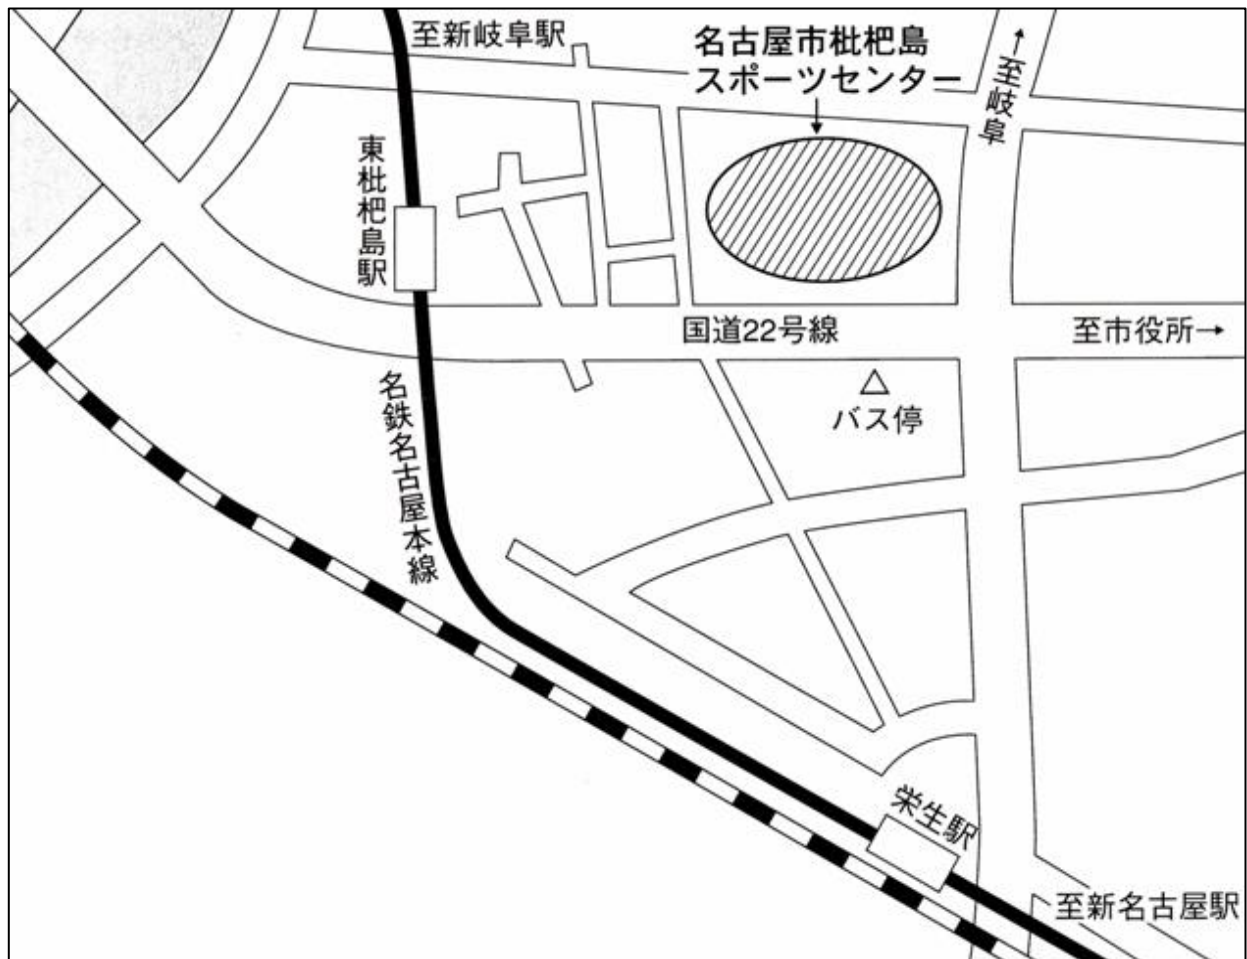 至新岐阜駅
名古屋市枇杷島
スポーツセンター
至岐阜
東枇杷島駅
国道22号線
至市役所→
バス停
名鉄名古屋本線
栄生駅
至新名古屋駅